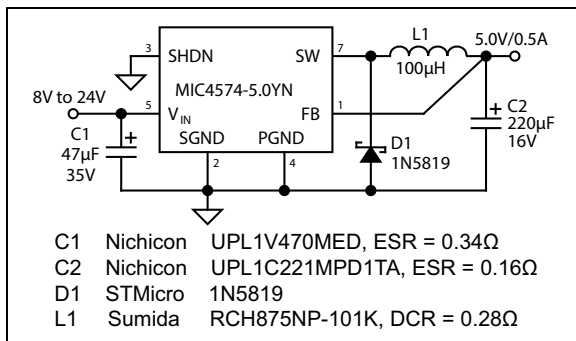 L1
5.0V/0.5A
3 SHDN SW 7
100µH
MIC4574-5.0YN
8V to 24V
5 VIN FB 1
C1
47µF
35V
SGND PGND
2 4
D1
1N5819
C2
220µF
16V
C1 Nichicon UPL1V470MED, ESR = 0.34Ω
C2 Nichicon UPL1C221MPD1TA, ESR = 0.16Ω
D1 STMicro 1N5819
L1 Sumida RCH875NP-101K, DCR = 0.28Ω